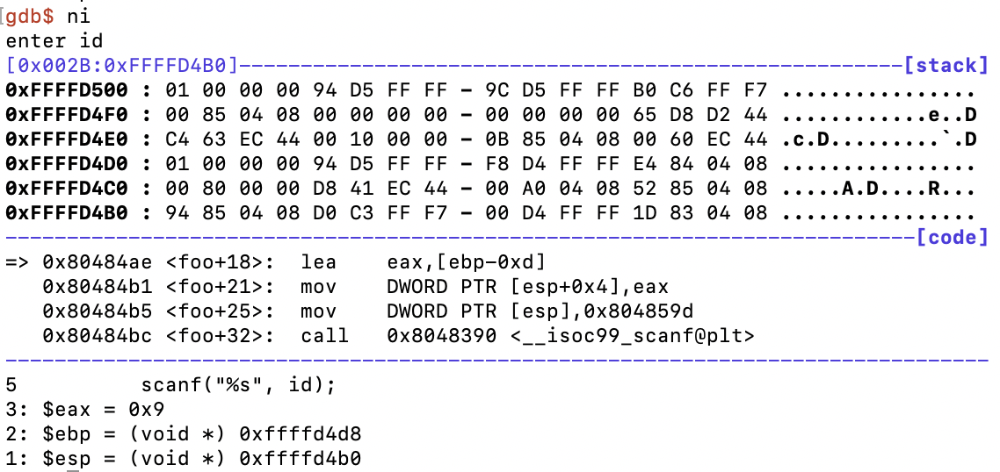 gdb$ ni
enter id
[0x002B:0xFFFFD4B0]------------------------------------------------------[stack]
0xFFFFD500 : 01 00 00 00 94 D5 FF FF - 9C D5 FF FF B0 C6 FF F7 ................
0xFFFFD4F0 : 00 85 04 08 00 00 00 00 - 00 00 00 00 65 D8 D2 44 ............e..D
0xFFFFD4E0 : C4 63 EC 44 00 10 00 00 - 0B 85 04 08 00 60 EC 44 .c.D.........`.D
0xFFFFD4D0 : 01 00 00 00 94 D5 FF FF - F8 D4 FF FF E4 84 04 08 ................
0xFFFFD4C0 : 00 80 00 00 D8 41 EC 44 - 00 A0 04 08 52 85 04 08 .....A.D....R...
0xFFFFD4B0 : 94 85 04 08 D0 C3 FF F7 - 00 D4 FF FF 1D 83 04 08 ................
--------------------------------------------------------------------------[code]
=> 0x80484ae <foo+18>:  lea    eax,[ebp-0xd]
   0x80484b1 <foo+21>:  mov    DWORD PTR [esp+0x4],eax
   0x80484b5 <foo+25>:  mov    DWORD PTR [esp],0x804859d
   0x80484bc <foo+32>:  call   0x8048390 <__isoc99_scanf@plt>
--------------------------------------------------------------------------------
5          scanf("%s", id);
3: $eax = 0x9
2: $ebp = (void *) 0xffffd4d8
1: $esp = (void *) 0xffffd4b0